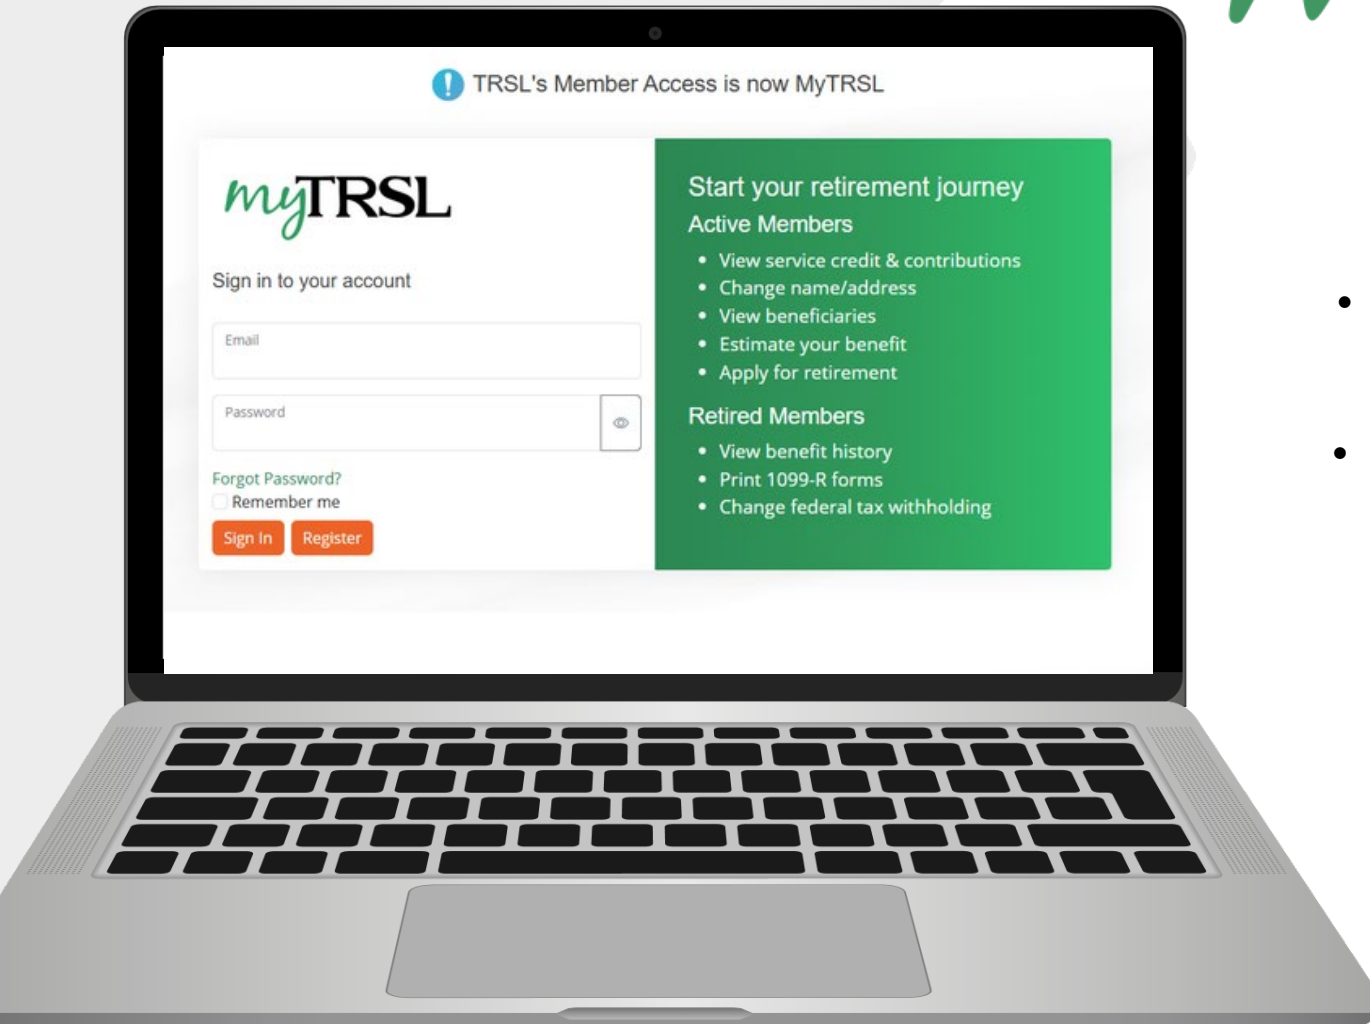 TRSL's Member Access is now MyTRSL
myTRSL
Sign in to your account
Email
Password
Forgot Password?
Remember me
Sign In
Register
Start your retirement journey
Active Members
• View service credit & contributions
• Change name/address
• View beneficiaries
• Estimate your benefit
• Apply for retirement
Retired Members
• View benefit history
• Print 1099-R forms
• Change federal tax withholding